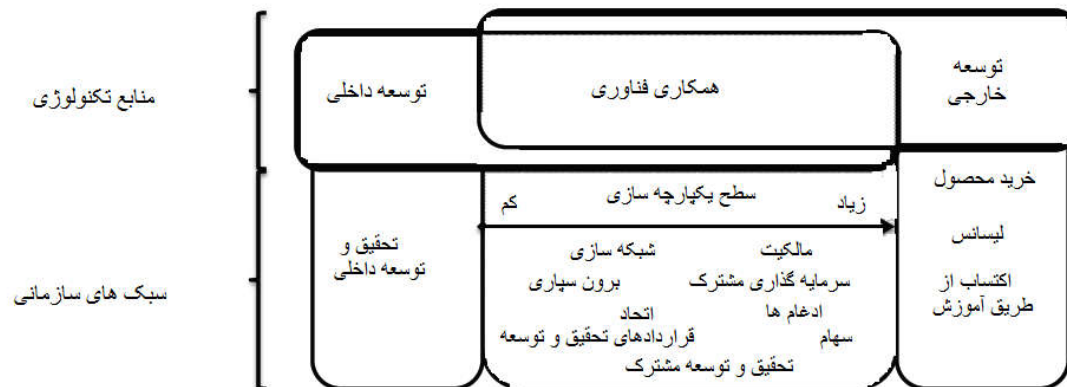 منابع تکنولوژی
توسعه داخلی
همکاری فناوری
توسعه
خارجی
سبک های سازمانی
تحقیق و
توسعه داخلی
سطح یکپارچه سازی
کم
زیاد
شبکه سازی
مالکیت
برون سپاری
سرمایه گذاری مشترک
اتحاد
ادغام ها
قراردادهای تحقیق و توسعه
سهام
تحقیق و توسعه مشترک
خرید محصول
لیسانس
اکتساب از
طریق آموزش